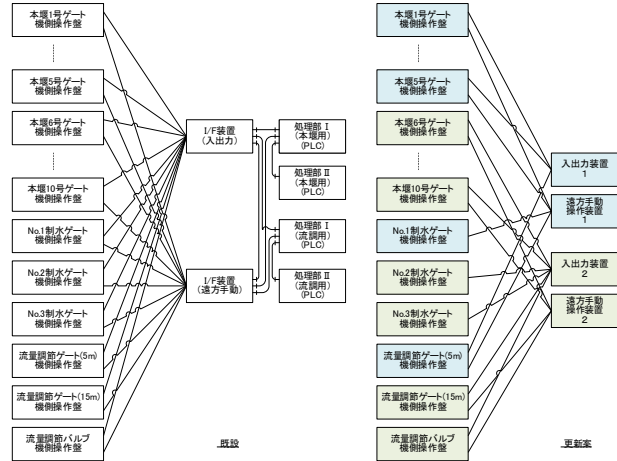 本堰1号ゲート
機側操作盤
本堰5号ゲート
機側操作盤
本堰6号ゲート
機側操作盤
本堰10号ゲート
機側操作盤
No.1制水ゲート
機側操作盤
No.2制水ゲート
機側操作盤
No.3制水ゲート
機側操作盤
流量調節ゲート(5m)
機側操作盤
流量調節ゲート(15m)
機側操作盤
流量調節バルブ
機側操作盤
I/F装置
(入出力)
I/F装置
(遠方手動)
処理部Ⅰ
(本堰用)
(PLC)
処理部Ⅱ
(本堰用)
(PLC)
処理部Ⅰ
(流調用)
(PLC)
処理部Ⅱ
(流調用)
(PLC)
既設
本堰1号ゲート
機側操作盤
本堰5号ゲート
機側操作盤
本堰6号ゲート
機側操作盤
本堰10号ゲート
機側操作盤
No.1制水ゲート
機側操作盤
No.2制水ゲート
機側操作盤
No.3制水ゲート
機側操作盤
流量調節ゲート(5m)
機側操作盤
流量調節ゲート(15m)
機側操作盤
流量調節バルブ
機側操作盤
入出力装置
1
遠方手動
操作装置
1
入出力装置
2
遠方手動
操作装置
2
更新案